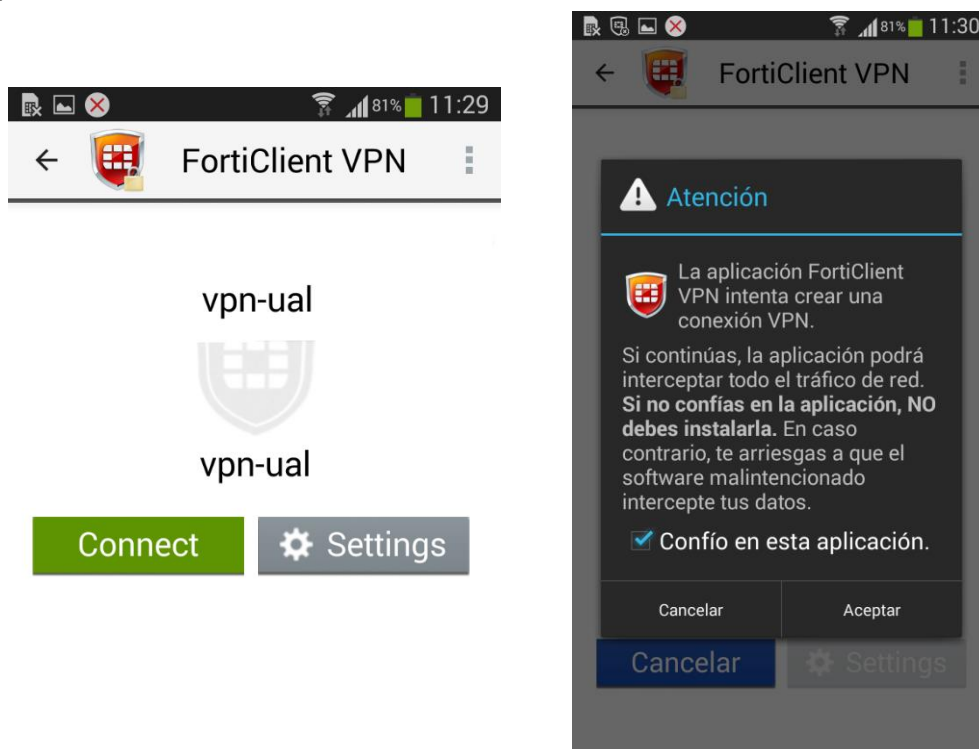 81% 11:29
FortiClient VPN
vpn-ual
vpn-ual
Connect
Settings
81% 11:30
FortiClient VPN
Atención
La aplicación FortiClient
VPN intenta crear una
conexión VPN.
Si continúas, la aplicación podrá
interceptar todo el tráfico de red.
Si no confías en la aplicación, NO
debes instalarla. En caso
contrario, te arriesgas a que el
software malintencionado
intercepte tus datos.
Confío en esta aplicación.
Cancelar
Aceptar
Cancelar
Settings